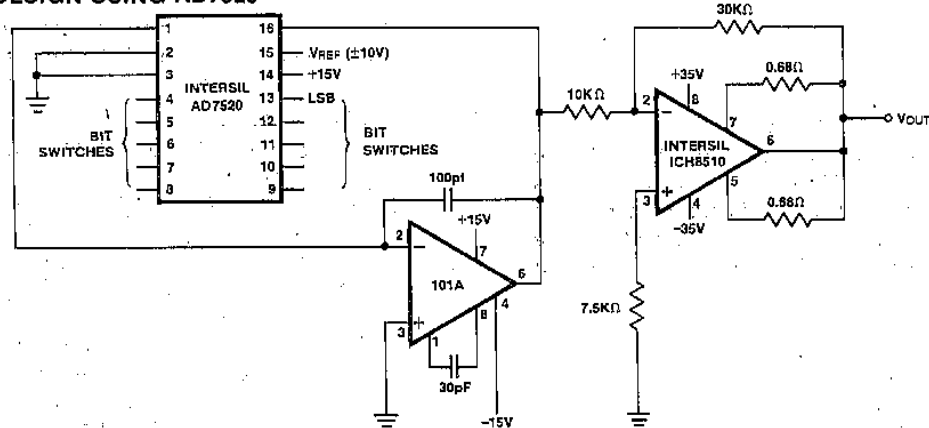 DESIGN USING AD7520
1
2
3
4
5
6
7
8
INTERSIL
AD7520
16
15
14
13
12
11
10
9
VREF (±10V)
+15V
LSB
BIT
SWITCHES
BIT
SWITCHES
100pf
+15V
2
7
101A
6
3
1
8
4
30pF
-15V
30KΩ
10KΩ
+35V
0.68Ω
2
8
7
INTERSIL
ICH8510
6
VOUT
3
4
5
-35V
0.68Ω
7.5KΩ